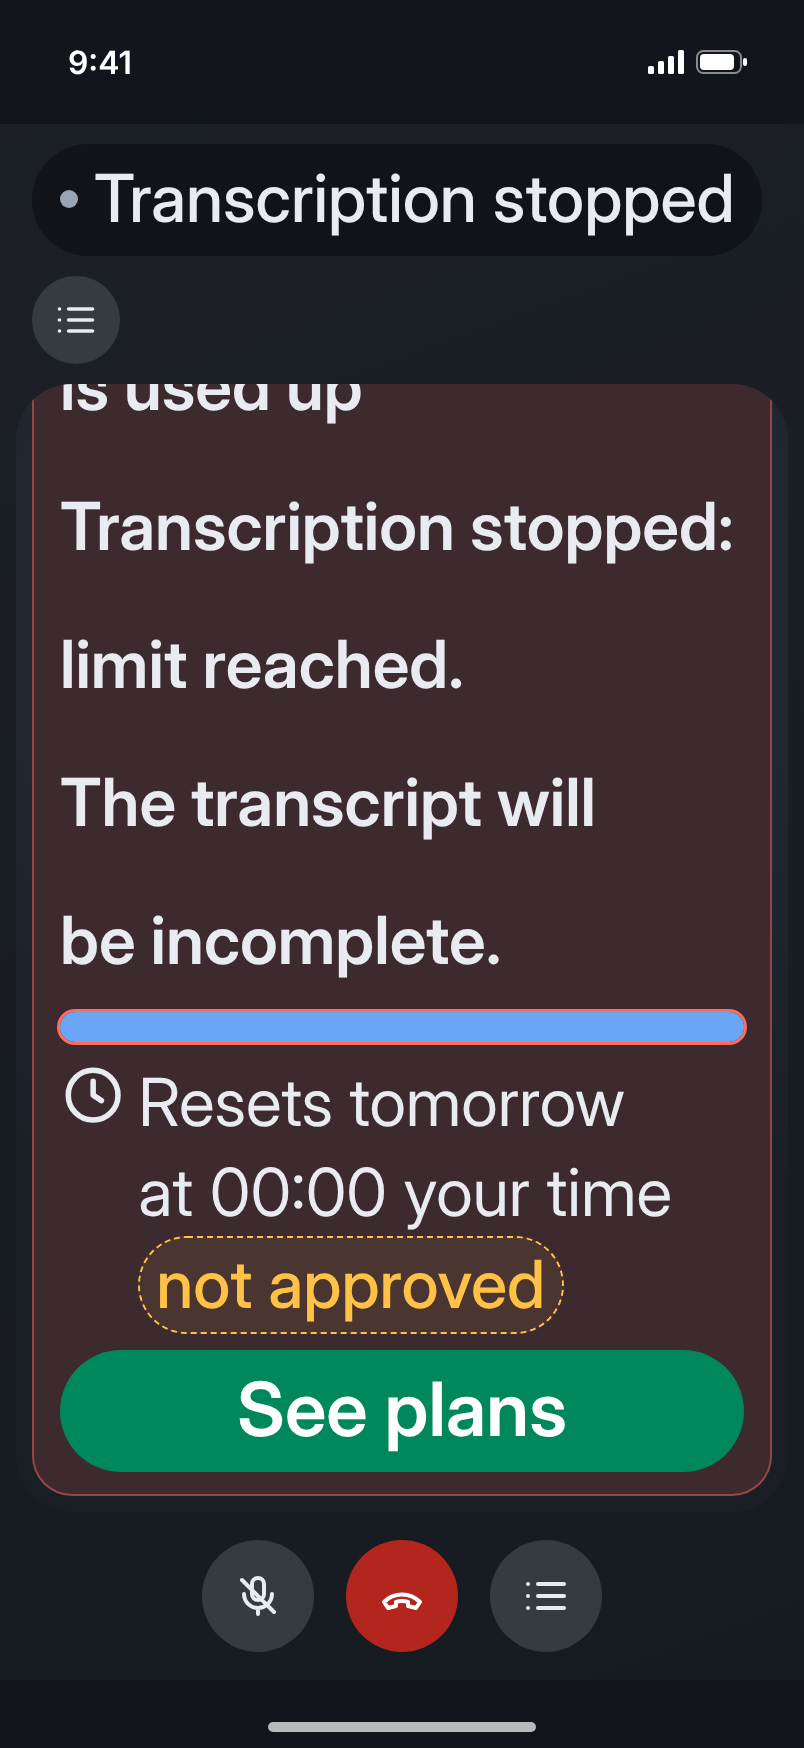 9:41
Transcription stopped
is used up
Transcription stopped:
limit reached.
The transcript will
be incomplete.
Resets tomorrow
at 00:00 your time
not approved
See plans